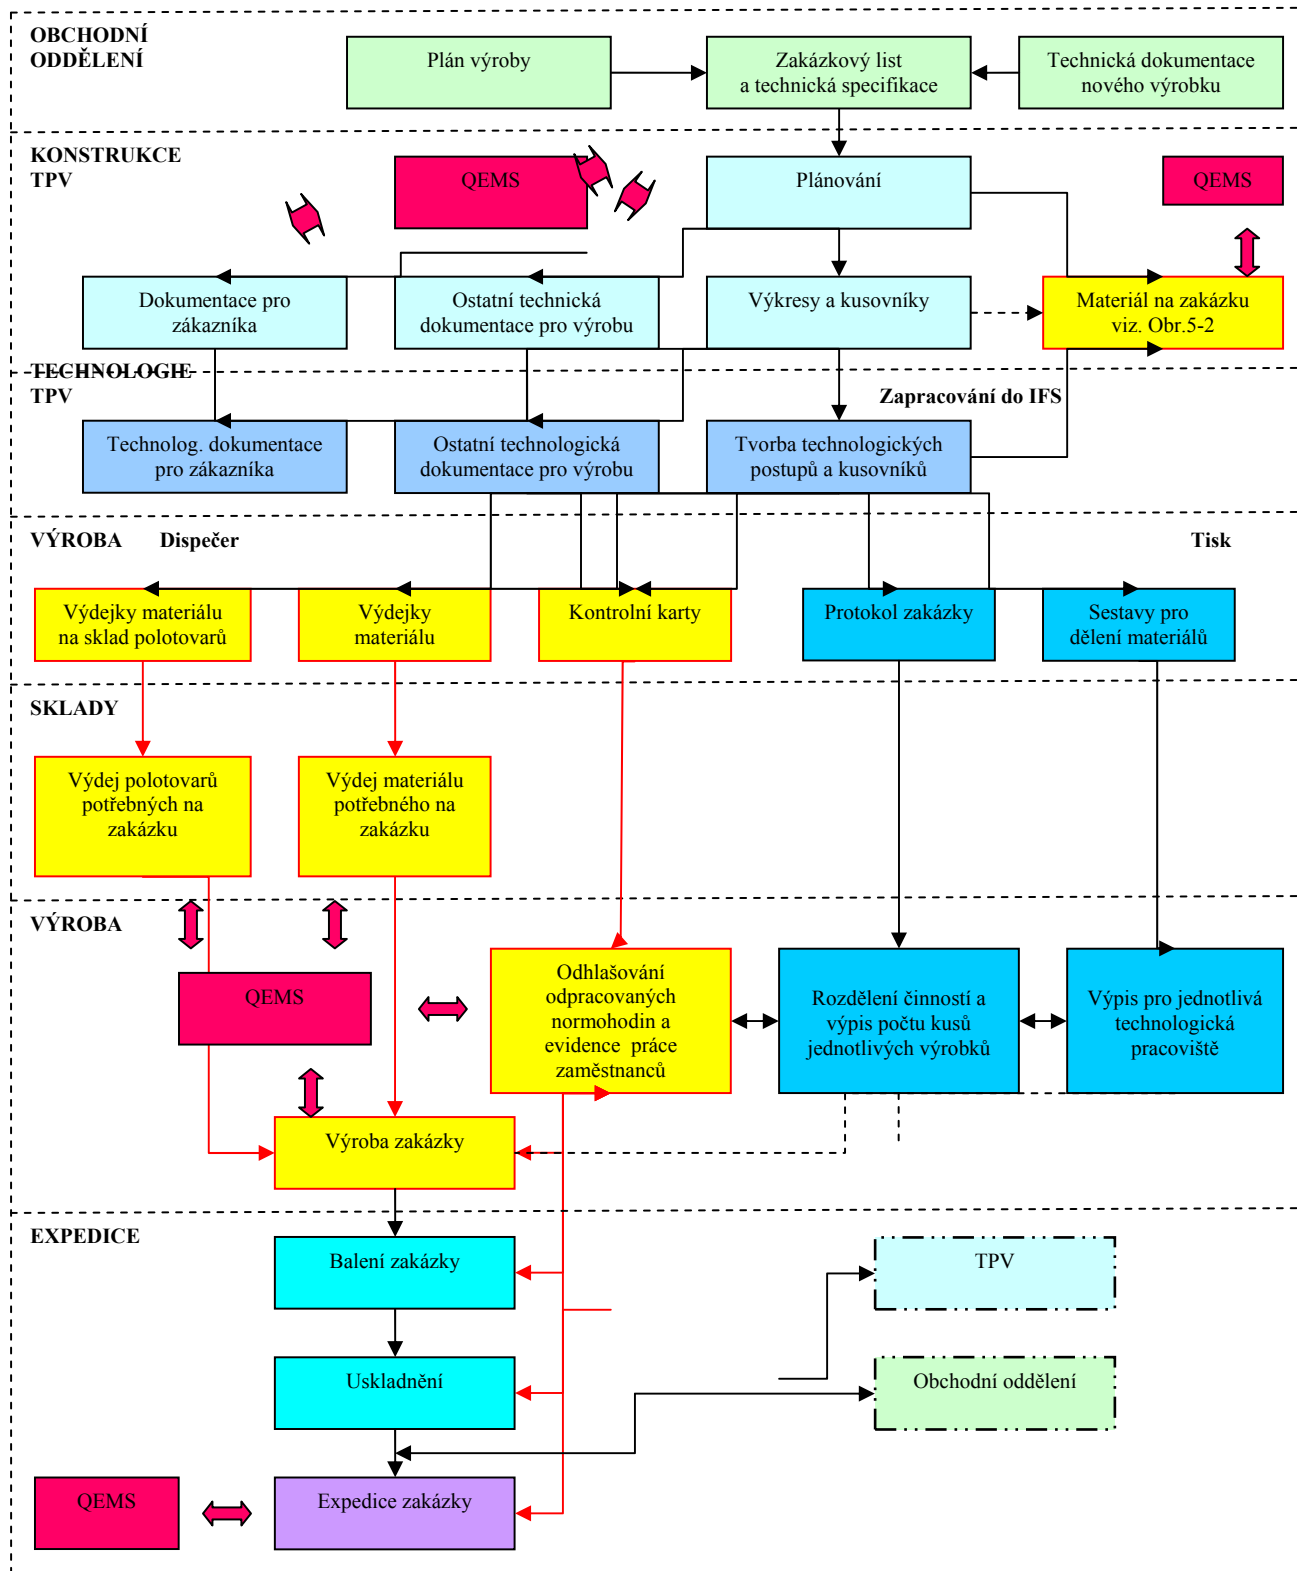 OBCHODNÍ
ODDĚLENÍ
Plán výroby
Zakázkový list
a technická specifikace
Technická dokumentace
nového výrobku
KONSTRUKCE
TPV
QEMS
Plánování
QEMS
Dokumentace pro
zákazníka
Ostatní technická
dokumentace pro výrobu
Výkresy a kusovníky
Materiál na zakázku
viz. Obr.5-2
TECHNOLOGIE
TPV
Zapracování do IFS
Technolog. dokumentace
pro zákazníka
Ostatní technologická
dokumentace pro výrobu
Tvorba technologických
postupů a kusovníků
VÝROBA Dispečer
Tisk
Výdejky materiálu
na sklad polotovarů
Výdejky
materiálu
Kontrolní karty
Protokol zakázky
Sestavy pro
dělení materiálů
SKLADY
Výdej polotovarů
potřebných na
zakázku
Výdej materiálu
potřebného na
zakázku
VÝROBA
QEMS
Odhlašování
odpracovaných
normohodin a
evidence práce
zaměstnanců
Rozdělení činností a
výpis počtu kusů
jednotlivých výrobků
Výpis pro jednotlivá
technologická
pracoviště
Výroba zakázky
EXPEDICE
Balení zakázky
TPV
Uskladnění
Obchodní oddělení
QEMS
Expedice zakázky